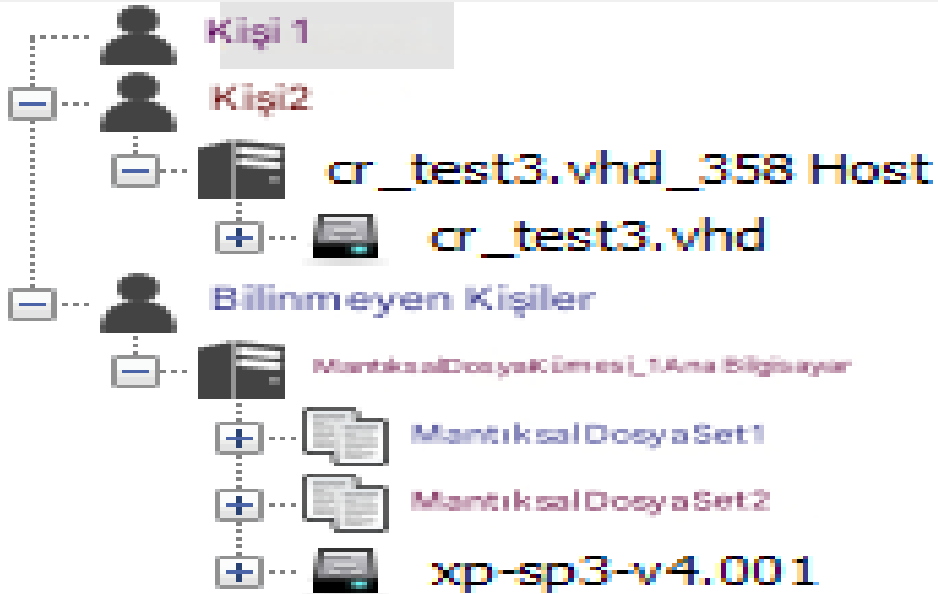 Kişi 1
Kişi2
cr_test3.vhd_358 Host
cr_test3.vhd
Bilinmeyen Kişiler
MantıksalDosyaKümesi_1Ana Bilgisayar
MantıksalDosyaSet1
MantıksalDosyaSet2
xp-sp3-v4.001